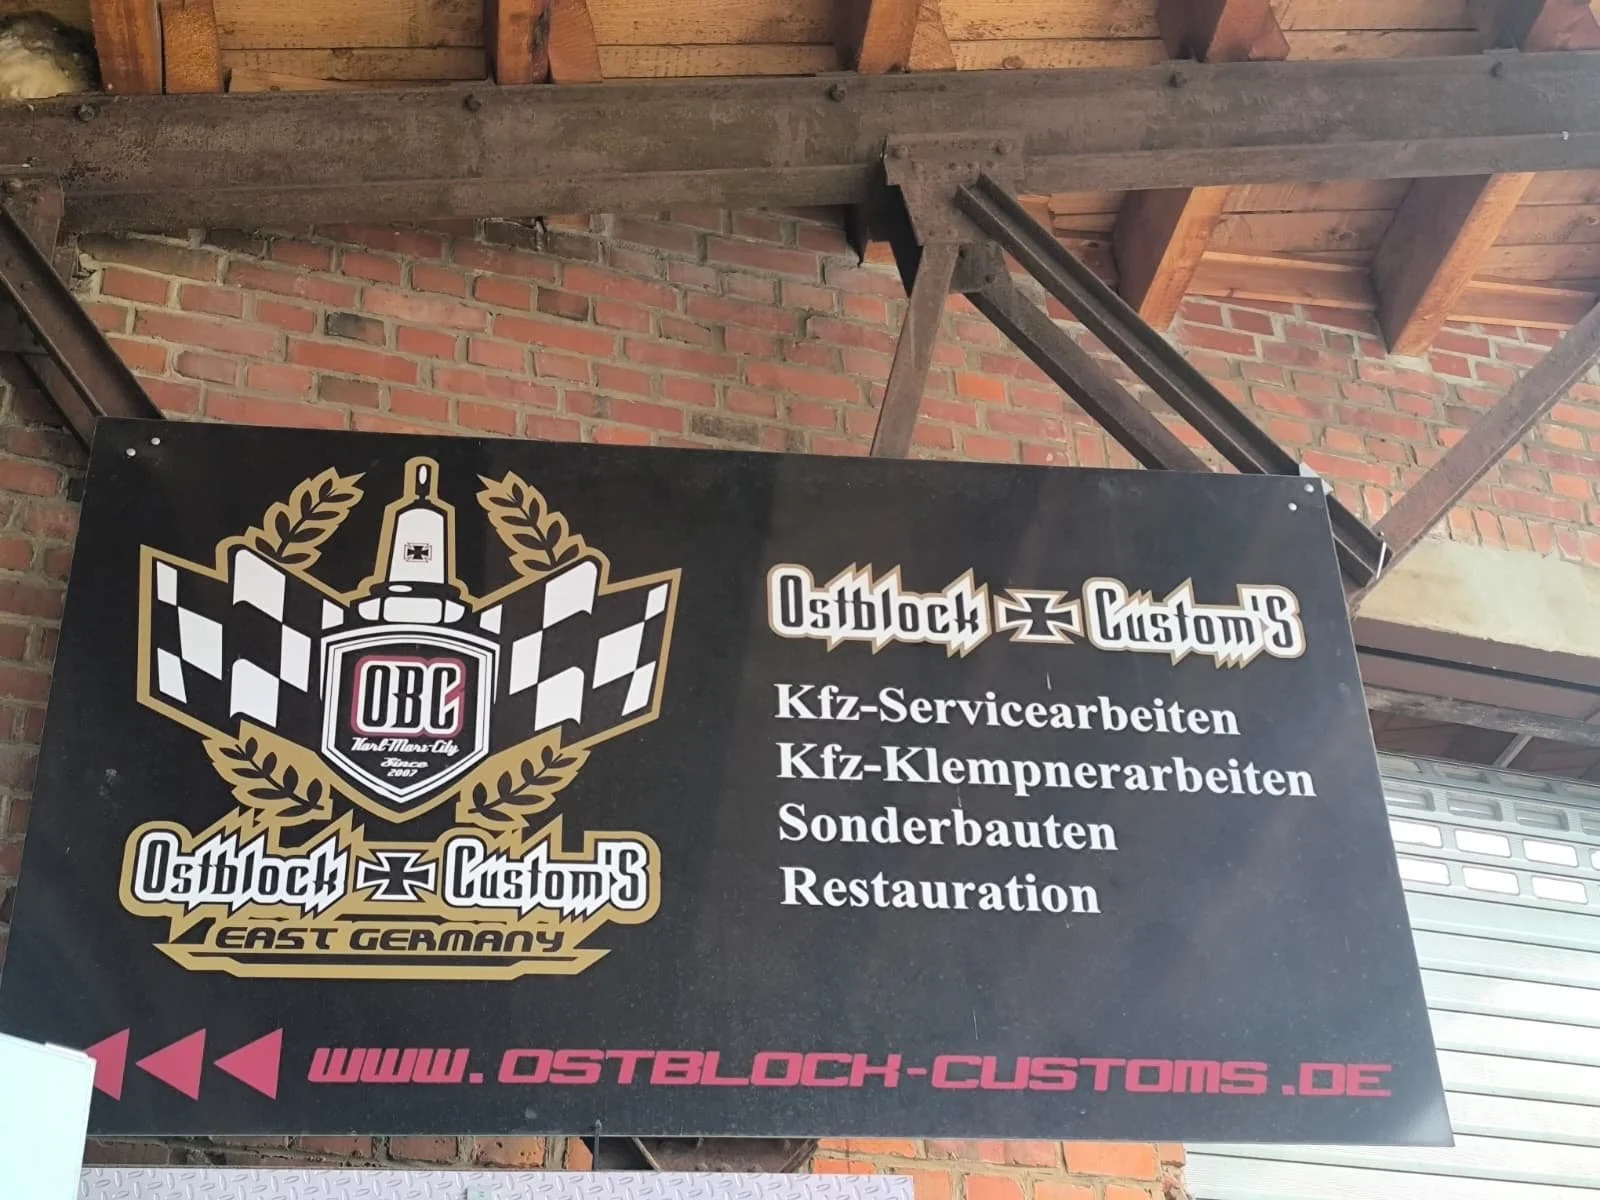 OBC
Karl-Marx-City
Since
2007
Ostblock Custom'S
EAST GERMANY
Ostblock Custom'S
Kfz-Servicearbeiten
Kfz-Klempnerarbeiten
Sonderbauten
Restauration
WWW.OSTBLOCK-CUSTOMS.DE